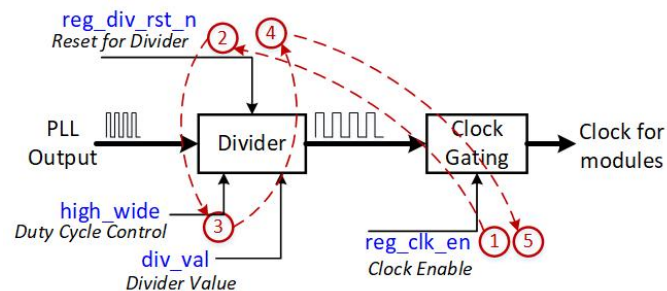 reg_div_rst_n
Reset for Divider
2
4
PLL
Output
Divider
Clock
Gating
Clock for
modules
high_wide
Duty Cycle Control
3
div_val
Divider Value
reg_clk_en
Clock Enable
1
5